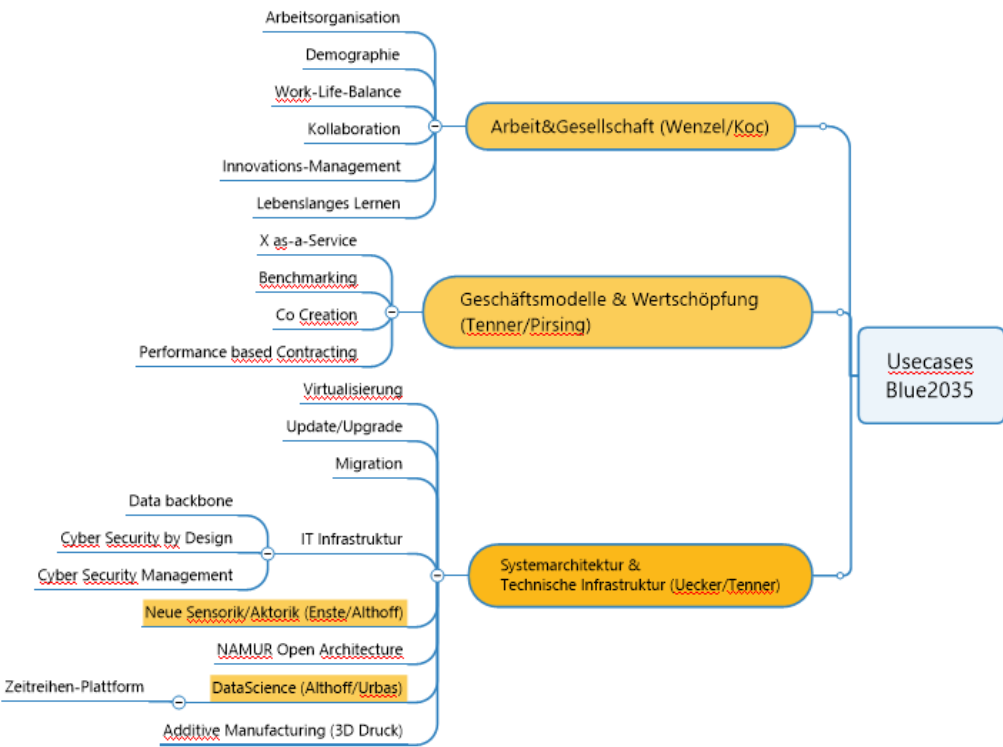 Arbeitsorganisation
Demographie
Work-Life-Balance
Kollaboration
Innovations-Management
Lebenslanges Lernen
Arbeit&Gesellschaft (Wenzel/Koc)
X as-a-Service
Benchmarking
Co Creation
Performance based Contracting
Geschäftsmodelle & Wertschöpfung
(Tenner/Pirsing)
Usecases
Blue2035
Virtualisierung
Update/Upgrade
Migration
Data backbone
Cyber Security by Design
Cyber Security Management
IT Infrastruktur
Neue Sensorik/Aktorik (Enste/Althoff)
NAMUR Open Architecture
Zeitreihen-Plattform
DataScience (Althoff/Urbas)
Additive Manufacturing (3D Druck)
Systemarchitektur &
Technische Infrastruktur (Uecker/Tenner)